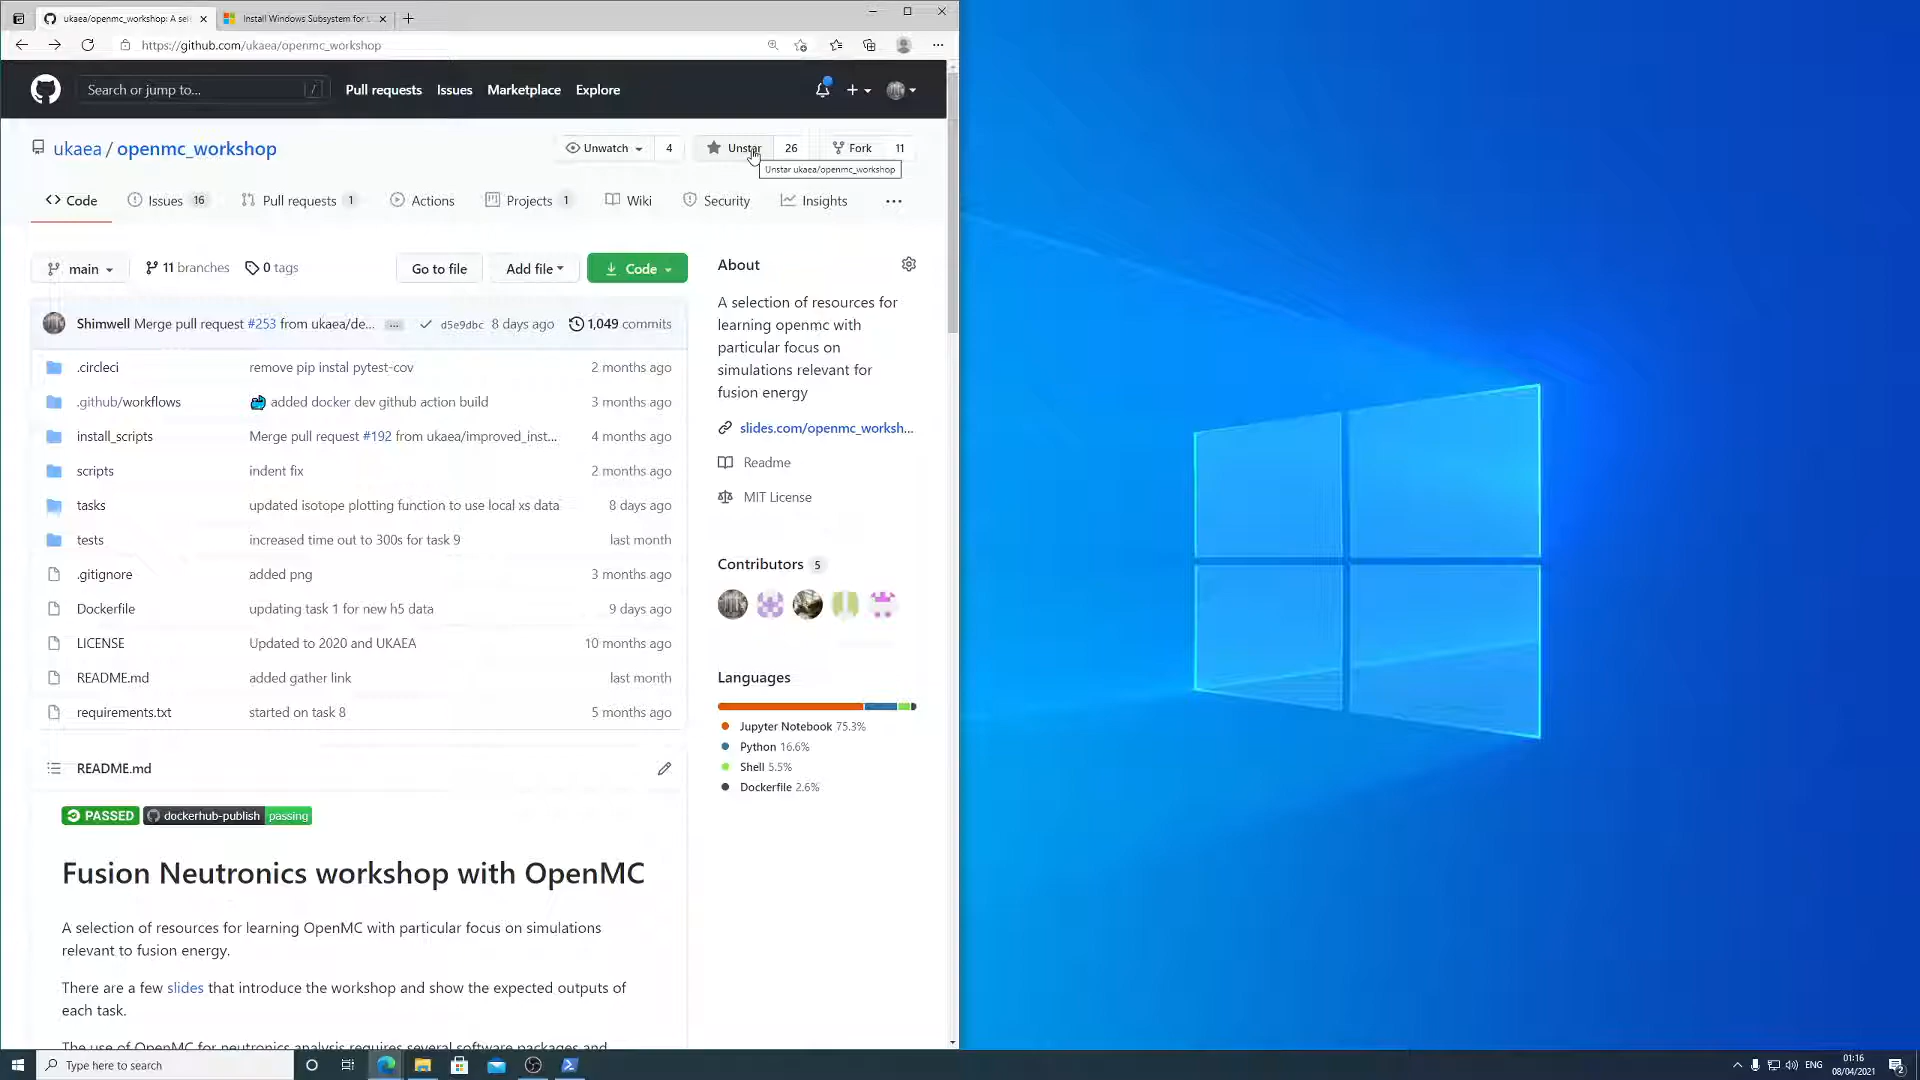 ukaea/openmc_workshop: A sel
Install Windows Subsystem for L
https://github.com/ukaea/openmc_workshop
Search or jump to...
/
Pull requests
Issues
Marketplace
Explore
ukaea / openmc_workshop
Unwatch
4
Unstar
26
Fork
11
Unstar ukaea/openmc_workshop
Code
Issues 16
Pull requests 1
Actions
Projects 1
Wiki
Security
Insights
main
11 branches
0 tags
Go to file
Add file
Code
Shimwell Merge pull request #253 from ukaea/de... ... d5e9dbc 8 days ago 1,049 commits
.circleci remove pip instal pytest-cov 2 months ago
.github/workflows added docker dev github action build 3 months ago
install_scripts Merge pull request #192 from ukaea/improved_inst... 4 months ago
scripts indent fix 2 months ago
tasks updated isotope plotting function to use local xs data 8 days ago
tests increased time out to 300s for task 9 last month
.gitignore added png 3 months ago
Dockerfile updating task 1 for new h5 data 9 days ago
LICENSE Updated to 2020 and UKAEA 10 months ago
README.md added gather link last month
requirements.txt started on task 8 5 months ago
About
A selection of resources for
learning openmc with
particular focus on
simulations relevant for
fusion energy
slides.com/openmc_worksh...
Readme
MIT License
Contributors 5
Languages
Jupyter Notebook 75.3%
Python 16.6%
Shell 5.5%
Dockerfile 2.6%
README.md
PASSED dockerhub-publish passing
Fusion Neutronics workshop with OpenMC
A selection of resources for learning OpenMC with particular focus on simulations
relevant to fusion energy.
There are a few slides that introduce the workshop and show the expected outputs of
each task.
The use of OpenMC for neutronics analysis requires several software packages and
Type here to search
ENG
01:16
08/04/2021
2